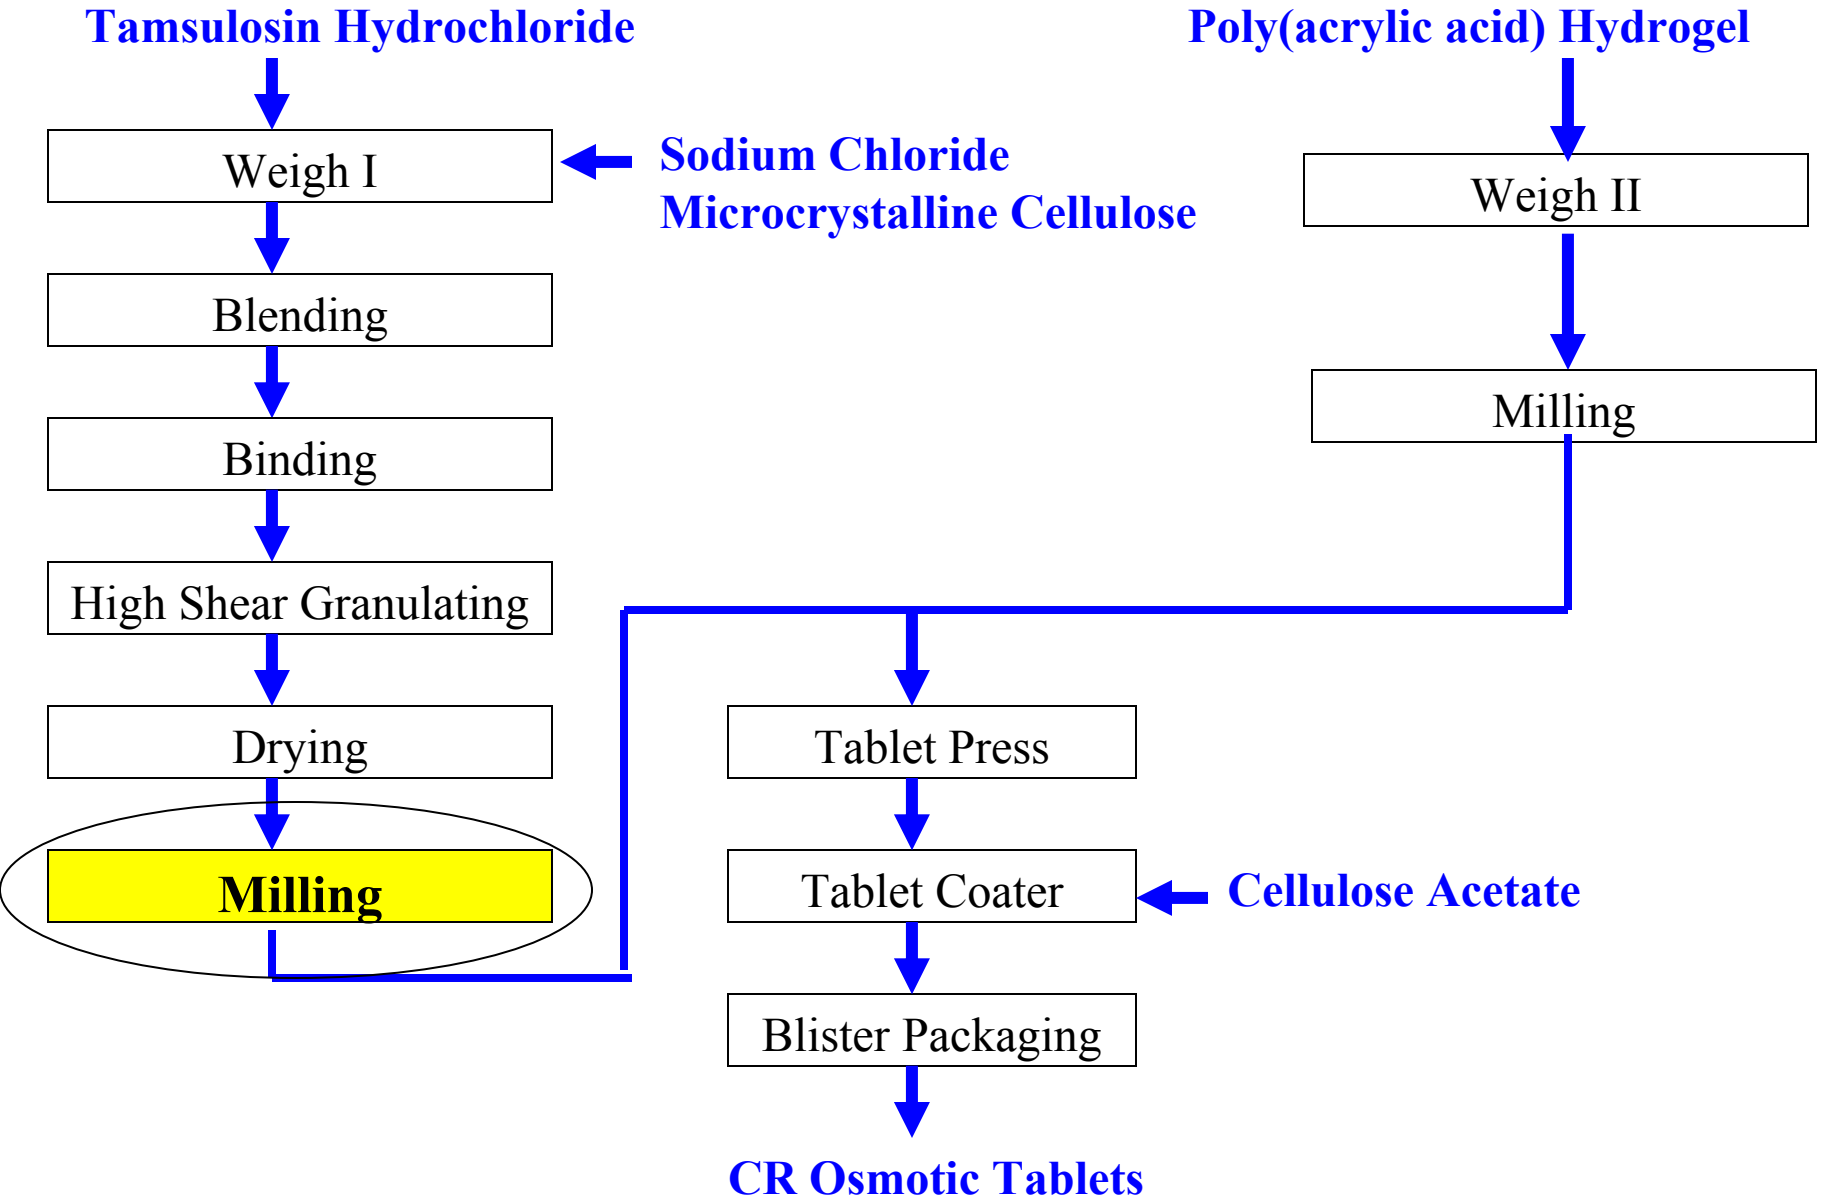 Tamsulosin Hydrochloride
Poly(acrylic acid) Hydrogel
Weigh I
Sodium Chloride
Microcrystalline Cellulose
Weigh II
Blending
Milling
Binding
High Shear Granulating
Drying
Tablet Press
Milling
Tablet Coater
Cellulose Acetate
Blister Packaging
CR Osmotic Tablets